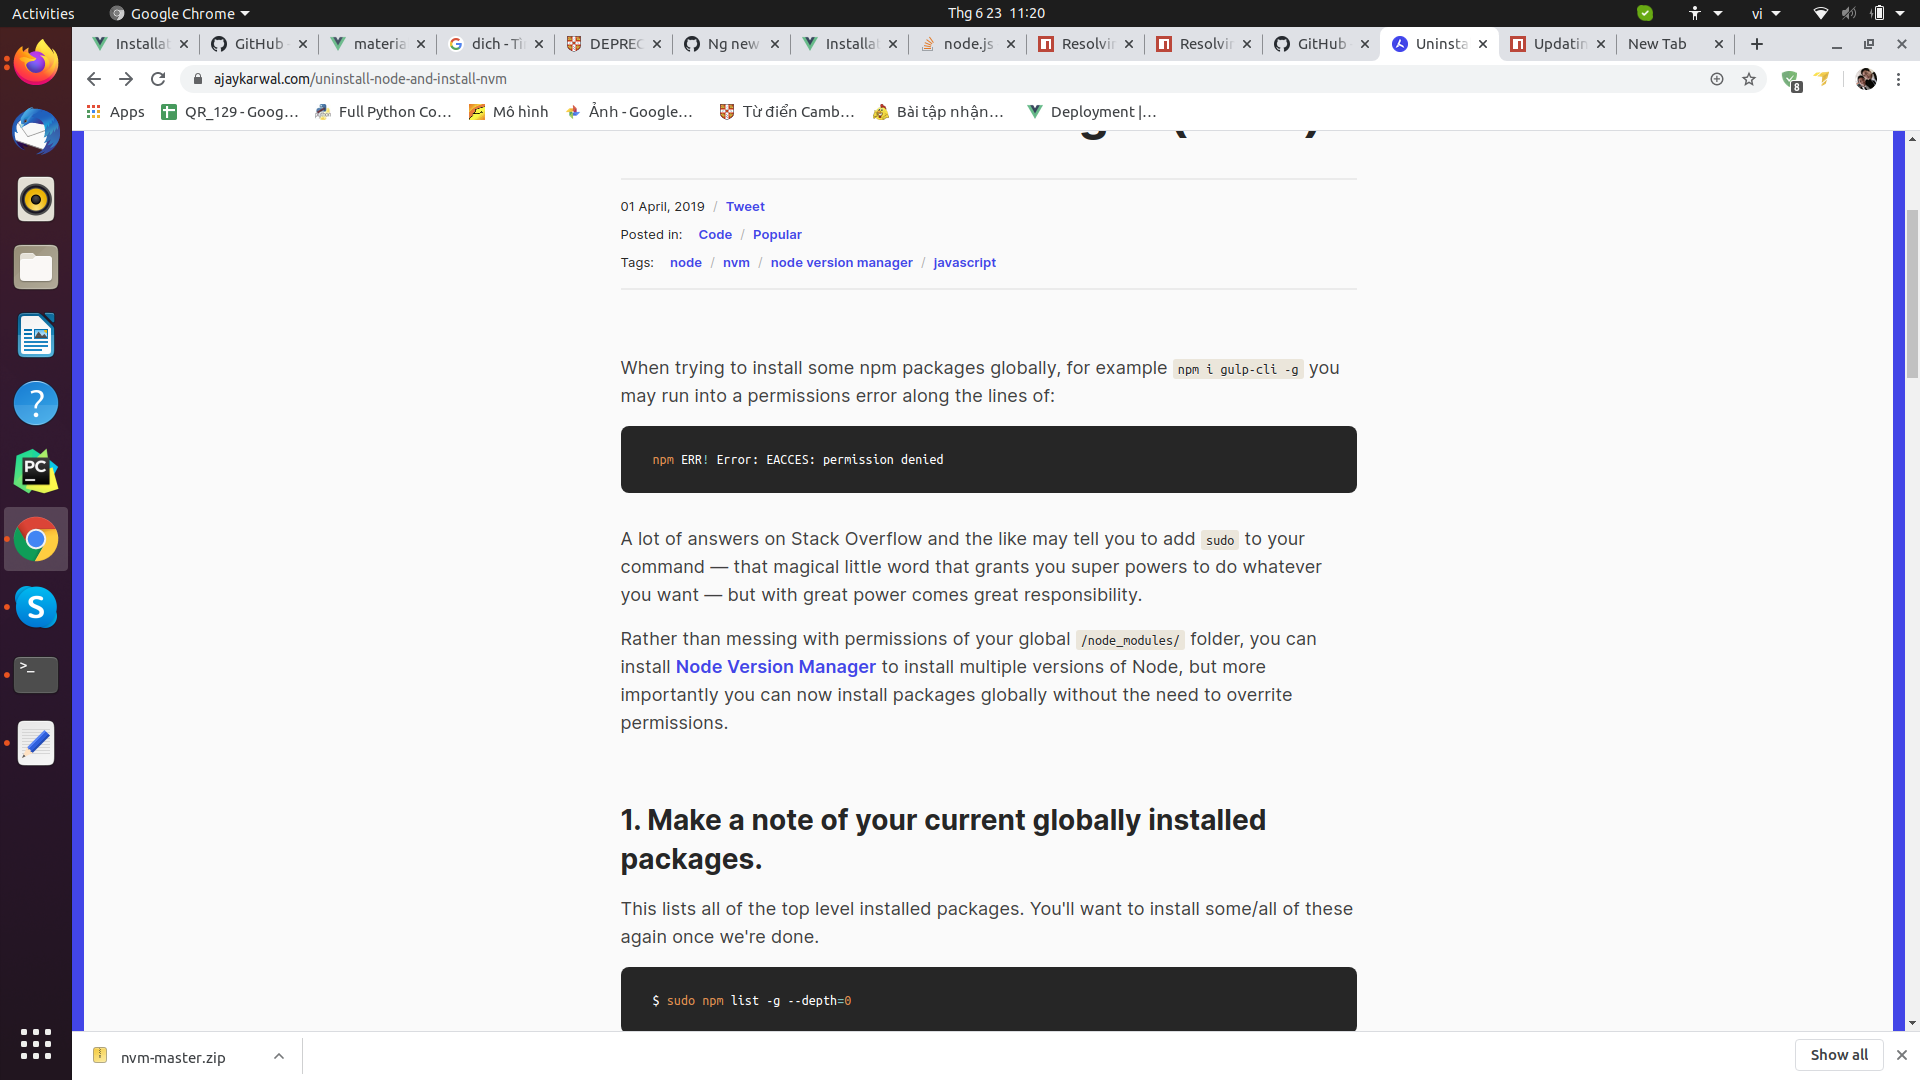 Activities
Google Chrome
Thg 6 23 11:20
vi
Installat
GitHub
materia
dich - Tì
DEPREC
Ng new
Installa
node.js
Resolvin
Resolvin
GitHub
Uninsta
Updatin
New Tab
ajaykarwal.com/uninstall-node-and-install-nvm
8
Apps
QR_129 - Goog...
Full Python Co...
Mô hình
Ảnh - Google...
Từ điển Camb...
Bài tập nhận...
Deployment |...
01 April, 2019 / Tweet
Posted in: Code / Popular
Tags: node / nvm / node version manager / javascript
When trying to install some npm packages globally, for example npm i gulp-cli -g you
may run into a permissions error along the lines of:
npm ERR! Error: EACCES: permission denied
A lot of answers on Stack Overflow and the like may tell you to add sudo to your
command — that magical little word that grants you super powers to do whatever
you want — but with great power comes great responsibility.
Rather than messing with permissions of your global /node_modules/ folder, you can
install Node Version Manager to install multiple versions of Node, but more
importantly you can now install packages globally without the need to overrite
permissions.
1. Make a note of your current globally installed
packages.
This lists all of the top level installed packages. You'll want to install some/all of these
again once we're done.
$ sudo npm list -g --depth=0
nvm-master.zip
Show all